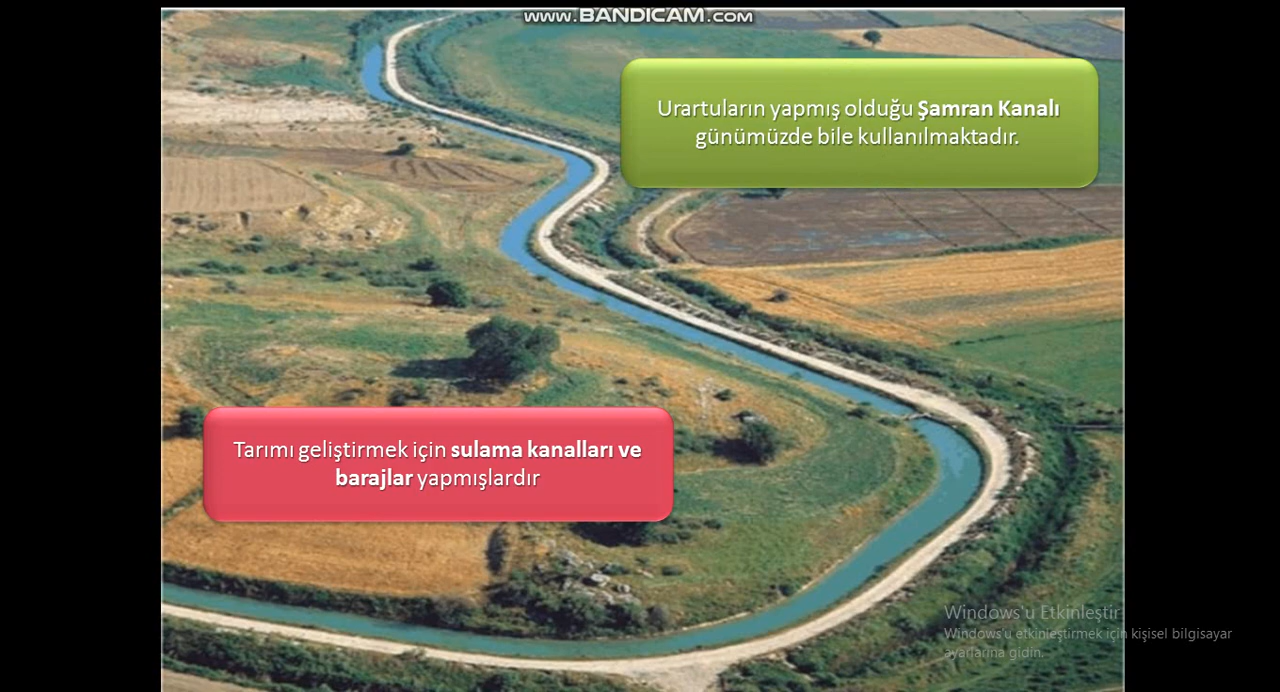 www.BANDICAM.com
Urartuların yapmış olduğu Şamran Kanalı
günümüzde bile kullanılmaktadır.
Tarımı geliştirmek için sulama kanalları ve
barajlar yapmışlardır
Windows'u Etkinleştir
Windows'u etkinleştirmek için kişisel bilgisayar
ayarlarına gidin.